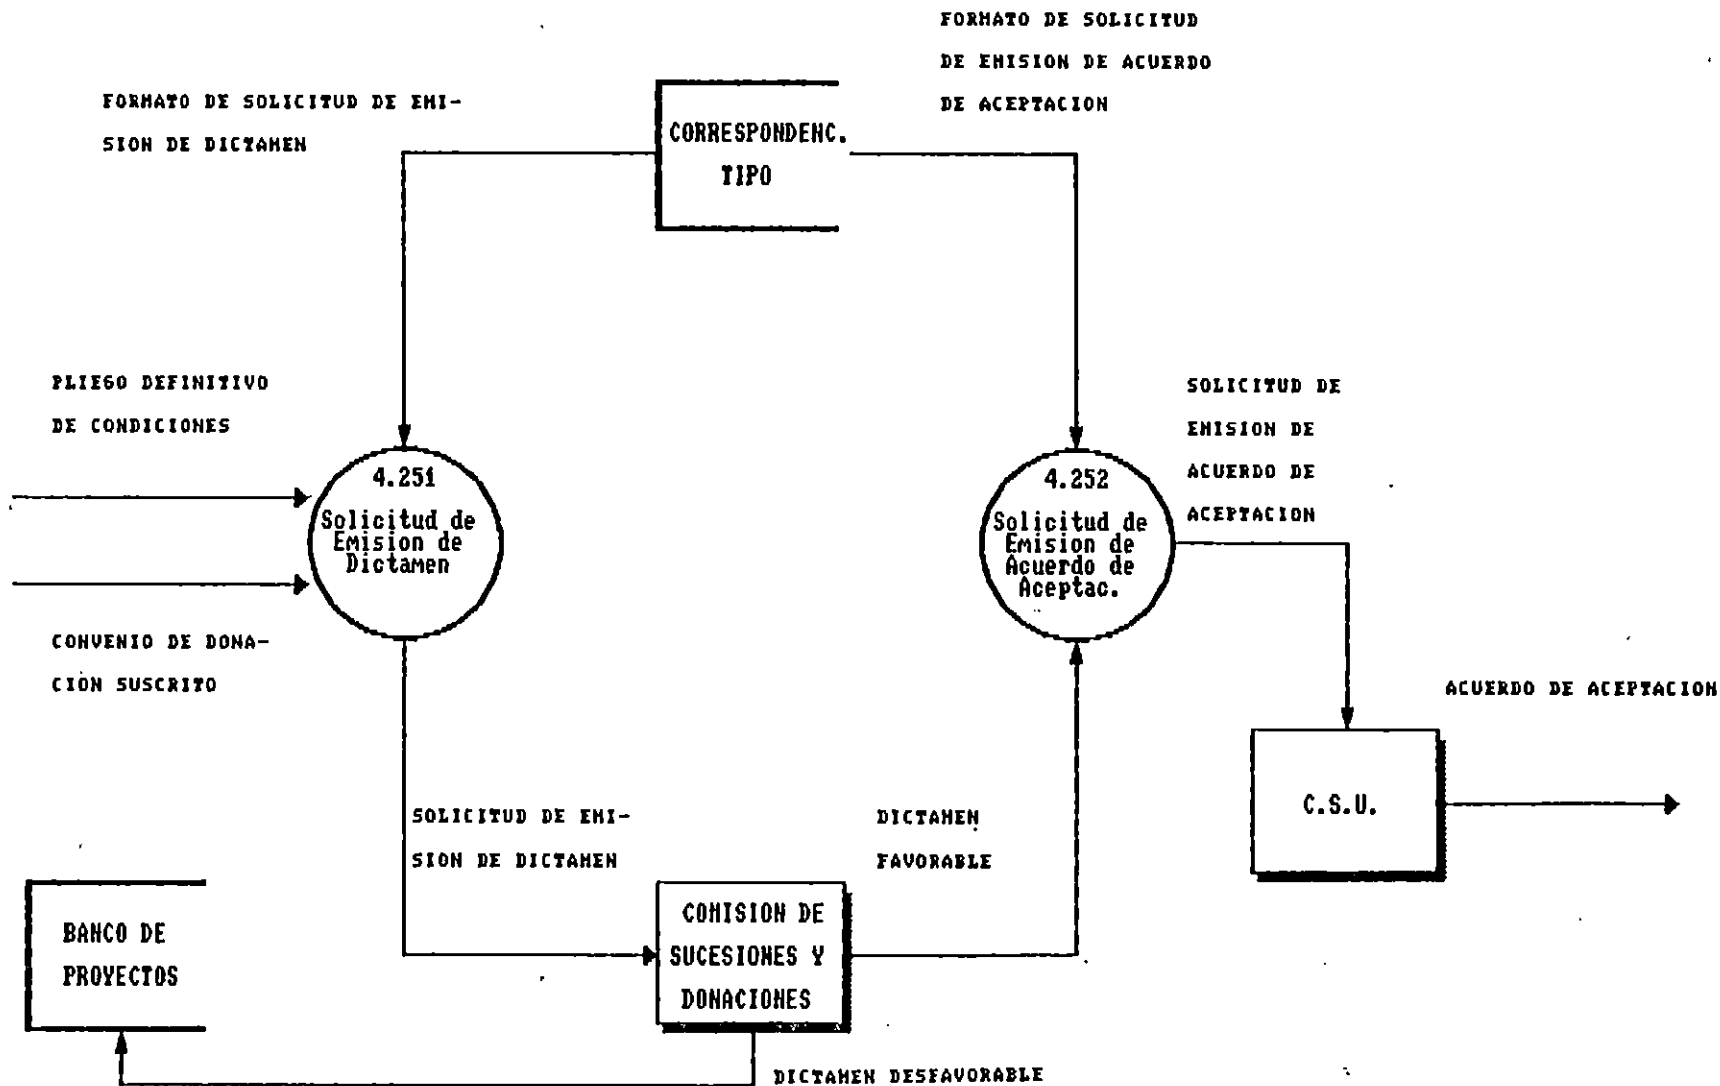 FORMATO DE SOLICITUD
DE EMISION DE ACUERDO
DE ACEPTACION
FORMATO DE SOLICITUD DE EMI-
SION DE DICTAMEN
CORRESPONDENC.
TIPO
PLIEGO DEFINITIVO
DE CONDICIONES
SOLICITUD DE
EMISION DE
ACUERDO DE
ACEPTACION
4.251
Solicitud de
Emision de
Dictamen
4.252
Solicitud de
Emision de
Acuerdo de
Aceptac.
CONVENIO DE DONA-
CION SUSCRITO
ACUERDO DE ACEPTACION
C.S.U.
SOLICITUD DE EMI-
SION DE DICTAMEN
DICTAMEN
FAVORABLE
BANCO DE
PROYECTOS
COMISION DE
SUCESIONES Y
DONACIONES
DICTAMEN DESFAVORABLE